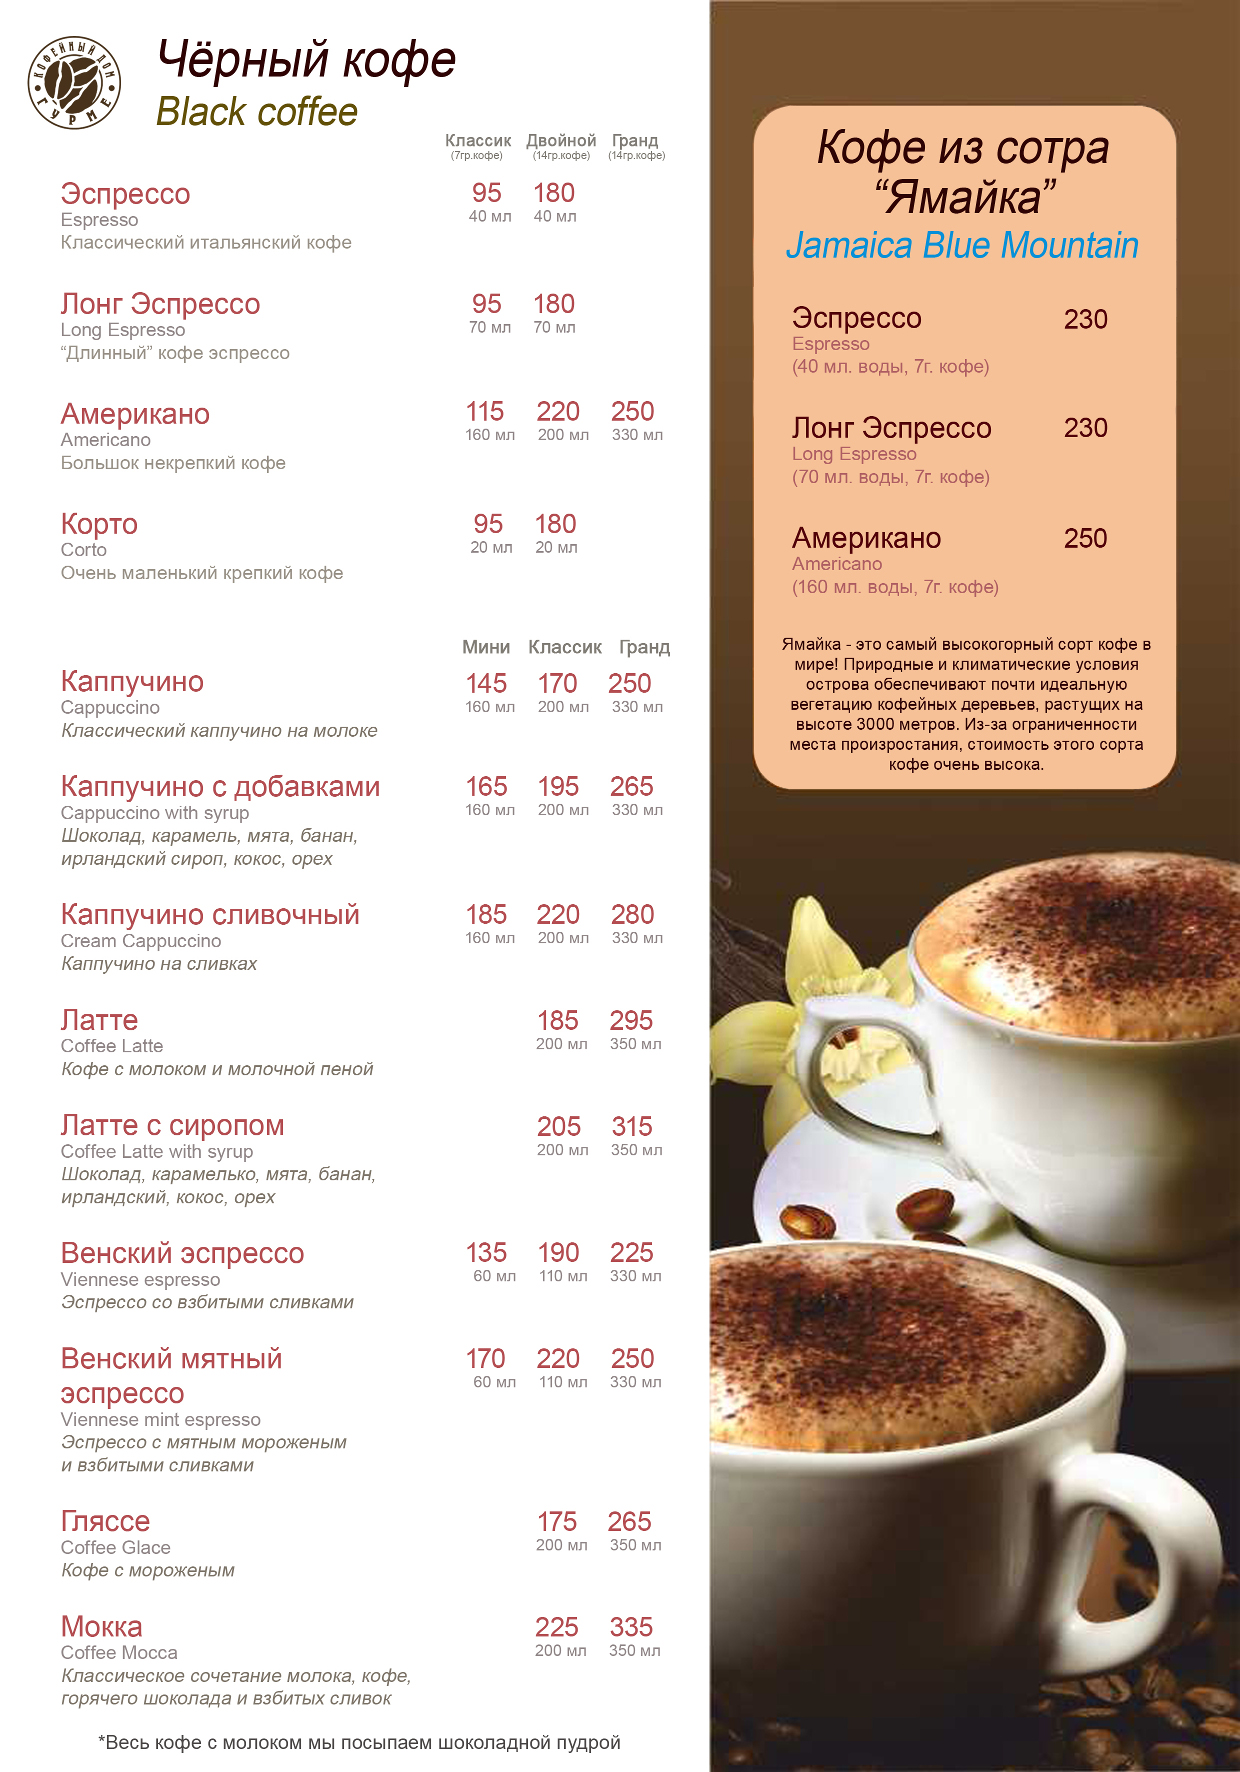 КОФЕЙНЫЙ ДОМ
ГУРМЕ
Чёрный кофе
Black coffee
Классик Двойной Гранд
(7гр.кофе) (14гр.кофе) (14гр.кофе)
Эспрессо 95 180
Espresso 40 мл 40 мл
Классический итальянский кофе
Лонг Эспрессо 95 180
Long Espresso 70 мл 70 мл
“Длинный” кофе эспрессо
Американо 115 220 250
Americano 160 мл 200 мл 330 мл
Большок некрепкий кофе
Корто 95 180
Corto 20 мл 20 мл
Очень маленький крепкий кофе
Мини Классик Гранд
Каппучино 145 170 250
Cappuccino 160 мл 200 мл 330 мл
Классический каппучино на молоке
Каппучино с добавками 165 195 265
Cappuccino with syrup 160 мл 200 мл 330 мл
Шоколад, карамель, мята, банан,
ирландский сироп, кокос, орех
Каппучино сливочный 185 220 280
Cream Cappuccino 160 мл 200 мл 330 мл
Каппучино на сливках
Латте 185 295
Coffee Latte 200 мл 350 мл
Кофе с молоком и молочной пеной
Латте с сиропом 205 315
Coffee Latte with syrup 200 мл 350 мл
Шоколад, карамелько, мята, банан,
ирландский, кокос, орех
Венский эспрессо 135 190 225
Viennese espresso 60 мл 110 мл 330 мл
Эспрессо со взбитыми сливками
Венский мятный 170 220 250
эспрессо 60 мл 110 мл 330 мл
Viennese mint espresso
Эспрессо с мятным мороженым
и взбитыми сливками
Гляссе 175 265
Coffee Glace 200 мл 350 мл
Кофе с мороженым
Мокка 225 335
Coffee Mocca 200 мл 350 мл
Классическое сочетание молока, кофе,
горячего шоколада и взбитых сливок
*Весь кофе с молоком мы посыпаем шоколадной пудрой
Кофе из сотра
“Ямайка”
Jamaica Blue Mountain
Эспрессо 230
Espresso
(40 мл. воды, 7г. кофе)
Лонг Эспрессо 230
Long Espresso
(70 мл. воды, 7г. кофе)
Американо 250
Americano
(160 мл. воды, 7г. кофе)
Ямайка - это самый высокогорный сорт кофе в
мире! Природные и климатические условия
острова обеспечивают почти идеальную
вегетацию кофейных деревьев, растущих на
высоте 3000 метров. Из-за ограниченности
места произростания, стоимость этого сорта
кофе очень высока.